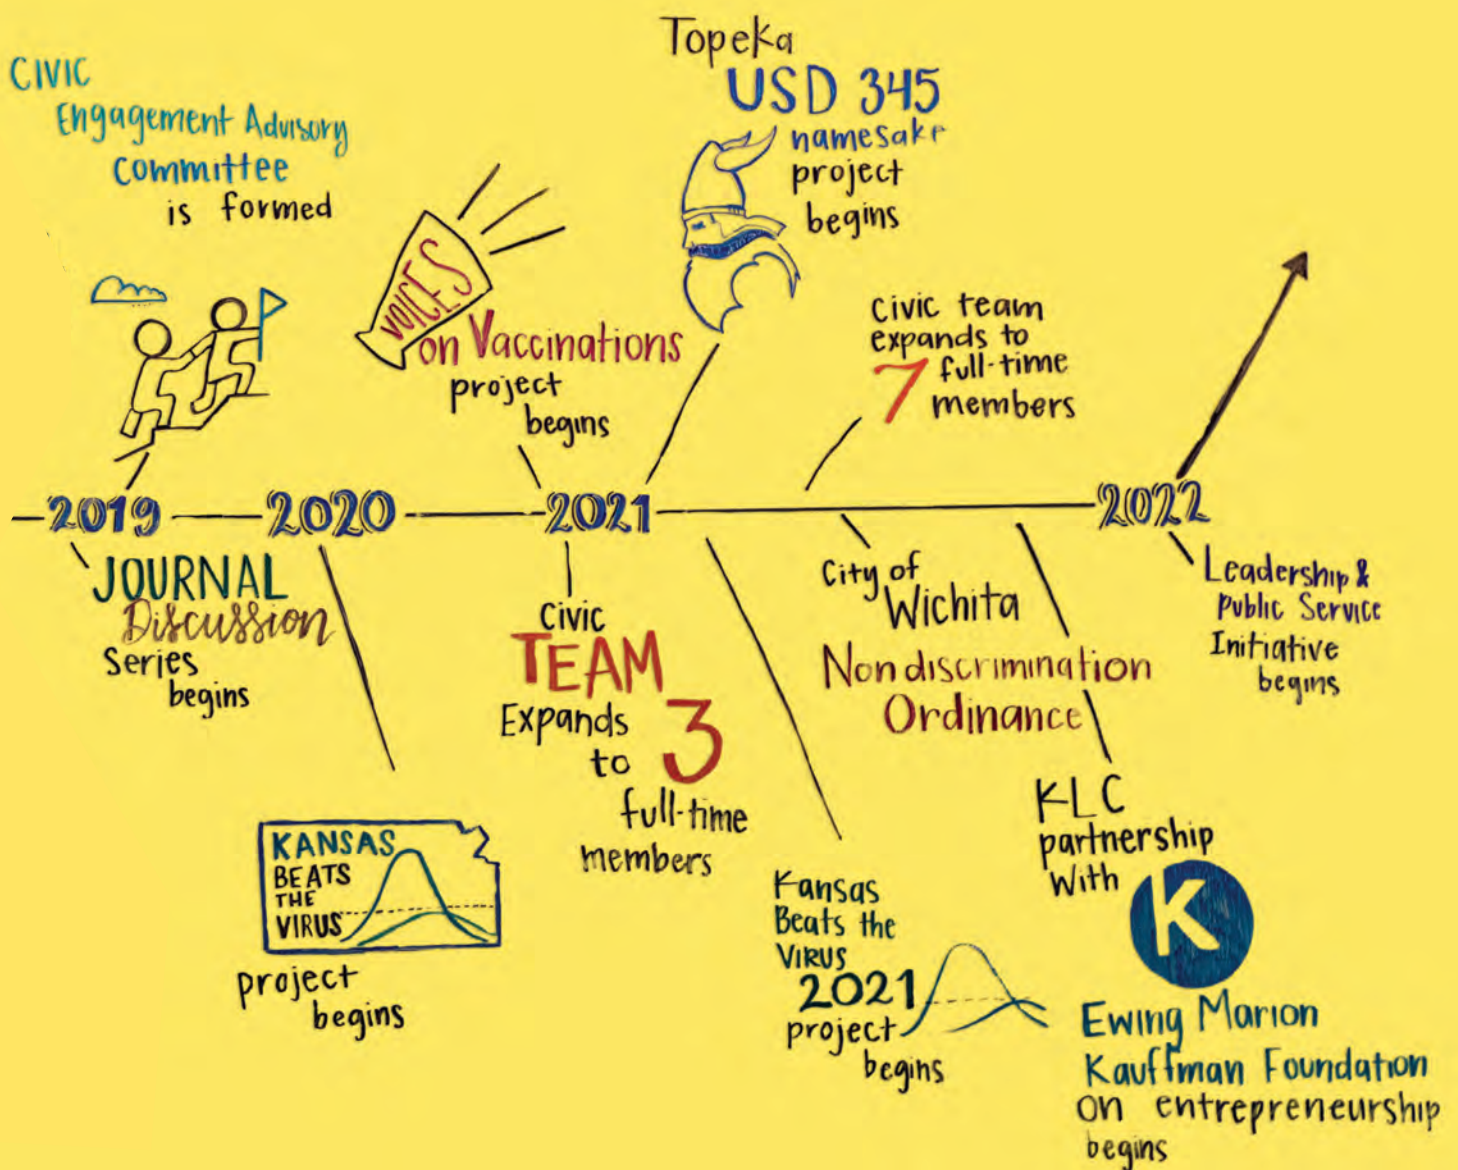 CIVIC
Engagement Advisory
Committee
is formed
VOICES
on Vaccinations
project
begins
Topeka
USD 345
namesake
project
begins
Civic team
expands to
7 full-time
members
2019
2020
2021
2022
JOURNAL
Discussion
Series
begins
KANSAS
BEATS
THE
VIRUS
project
begins
Civic
TEAM
Expands
to 3
full-time
members
Kansas
Beats the
VIRUS
2021
project
begins
City of
Wichita
Nondiscrimination
Ordinance
KLC
partnership
With
K
Ewing Marion
Kauffman Foundation
on entrepreneurship
begins
Leadership &
Public Service
Initiative
begins